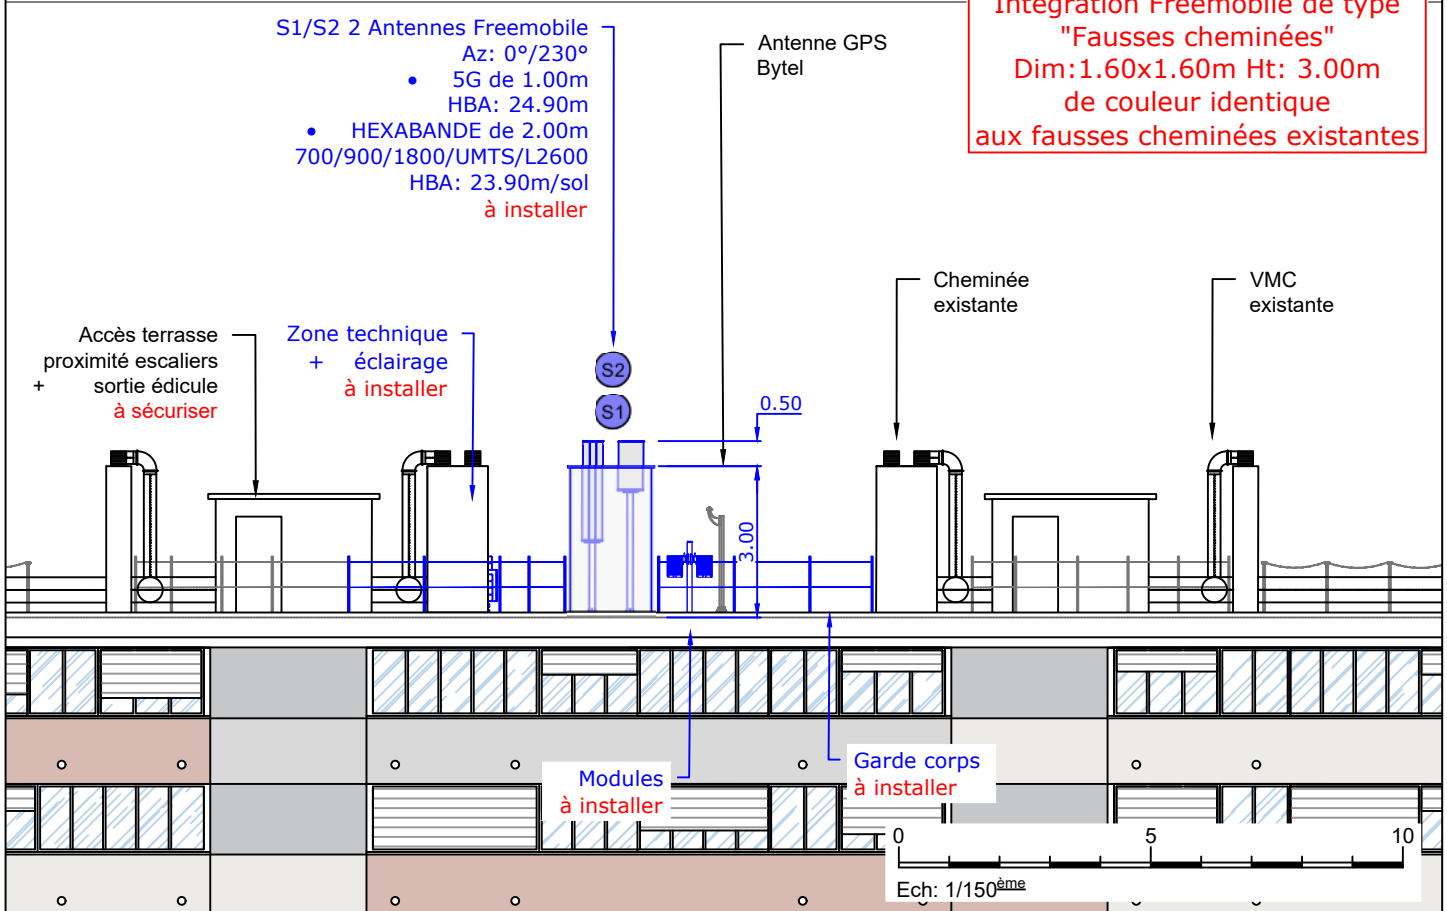 Intégration Freemobile de type
"Fausses cheminées"
Dim:1.60x1.60m Ht: 3.00m
de couleur identique
aux fausses cheminées existantes
S1/S2 2 Antennes Freemobile
Az: 0°/230°
• 5G de 1.00m
HBA: 24.90m
• HEXABANDE de 2.00m
700/900/1800/UMTS/L2600
HBA: 23.90m/sol
à installer
Antenne GPS
Bytel
Cheminée
existante
VMC
existante
Accès terrasse
proximité escaliers
+ sortie édicule
à sécuriser
Zone technique
+ éclairage
à installer
S2
S1
0.50
3.00
Modules
à installer
Garde corps
à installer
0 5 10
Ech: 1/150ème